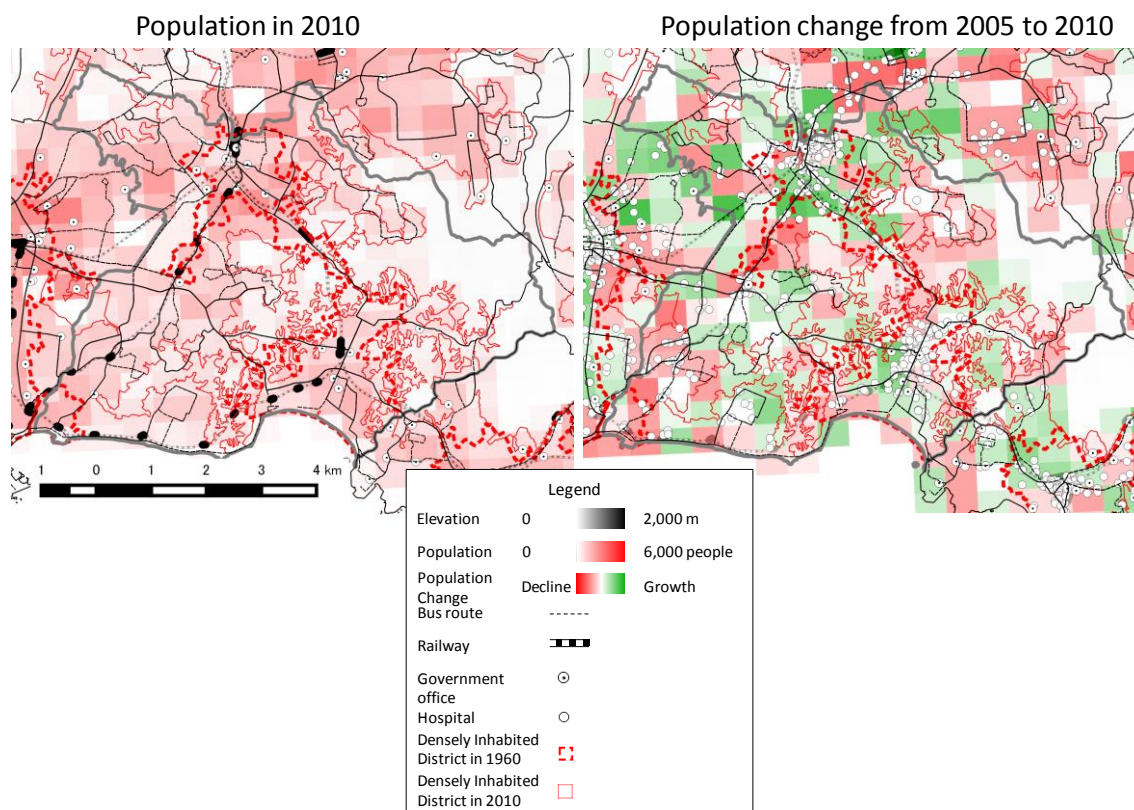 Population in 2010
Population change from 2005 to 2010
1 0 1 2 3 4 km
Legend
Elevation 0 2,000 m
Population 0 6,000 people
Population Decline Growth
Change
Bus route
Railway
Government
office
Hospital
Densely Inhabited
District in 1960
Densely Inhabited
District in 2010